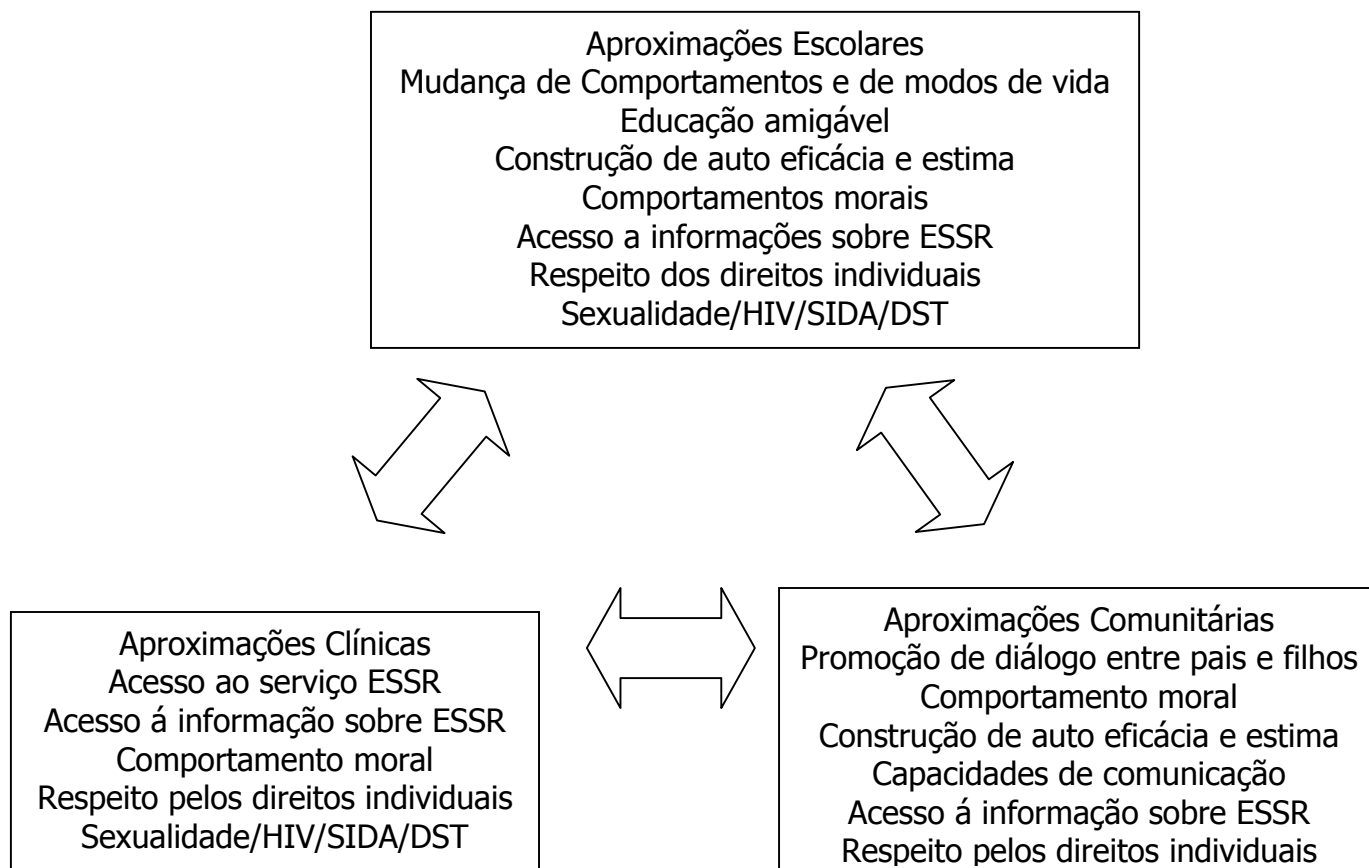 Aproximações Escolares
Mudança de Comportamentos e de modos de vida
Educação amigável
Construção de auto eficácia e estima
Comportamentos morais
Acesso a informações sobre ESSR
Respeito dos direitos individuais
Sexualidade/HIV/SIDA/DST
Aproximações Clínicas
Acesso ao serviço ESSR
Acesso á informação sobre ESSR
Comportamento moral
Respeito pelos direitos individuais
Sexualidade/HIV/SIDA/DST
Aproximações Comunitárias
Promoção de diálogo entre pais e filhos
Comportamento moral
Construção de auto eficácia e estima
Capacidades de comunicação
Acesso á informação sobre ESSR
Respeito pelos direitos individuais